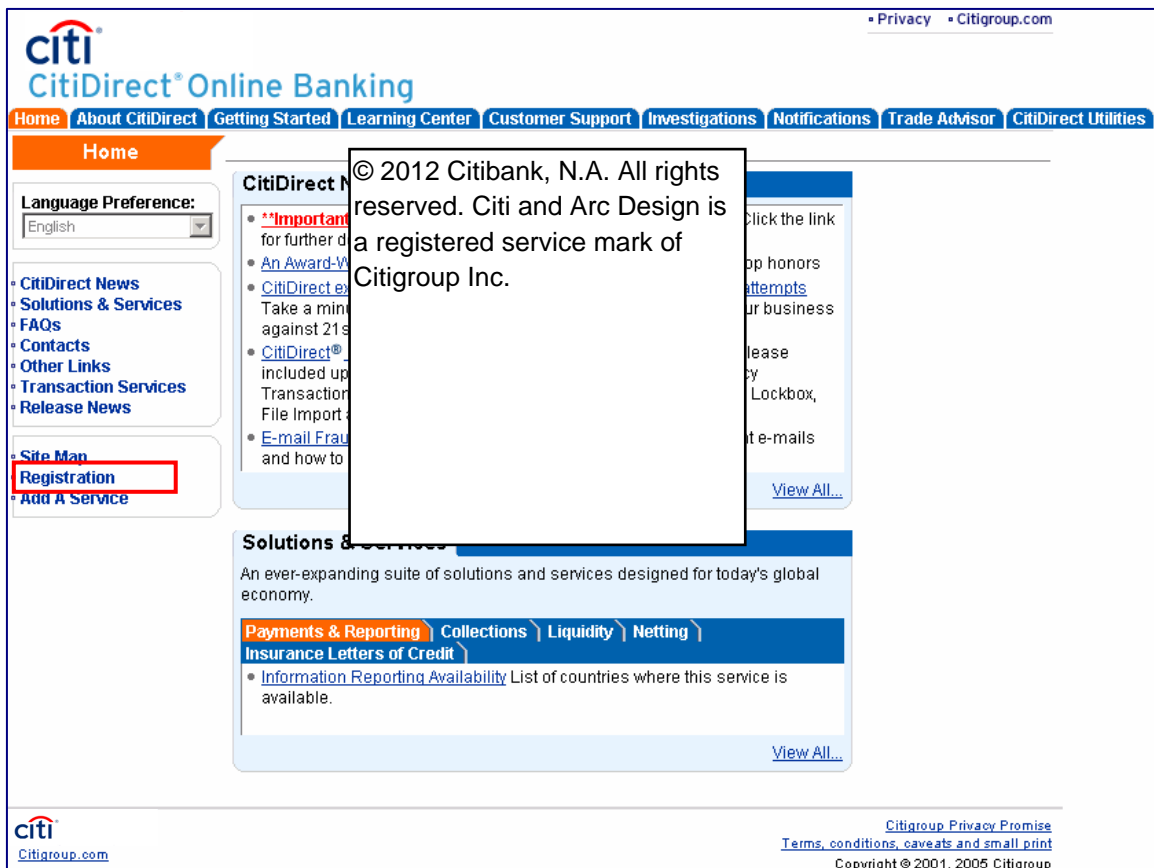 Privacy Citigroup.com
citi
CitiDirect® Online Banking
Home About CitiDirect Getting Started Learning Center Customer Support Investigations Notifications Trade Advisor CitiDirect Utilities
Home
Language Preference:
English
CitiDirect News
Solutions & Services
FAQs
Contacts
Other Links
Transaction Services
Release News
Site Map
Registration
Add A Service
CitiDirect
**Important Click the link
for further
An op honors
CitiDirect attempts
Take a business
against
CitiDirect®
included
File Import
E-mail e-mails
and how to
© 2012 Citibank, N.A. All rights
reserved. Citi and Arc Design is
a registered service mark of
Citigroup Inc.
Lockbox,
View All...
Solutions &
An ever-expanding suite of solutions and services designed for today's global
economy.
Payments & Reporting Collections Liquidity Netting
Insurance Letters of Credit
Information Reporting Availability List of countries where this service is
available.
View All...
citi
Citigroup.com
Citigroup Privacy Promise
Terms, conditions, caveats and small print
Copyright © 2001, 2005 Citigroup